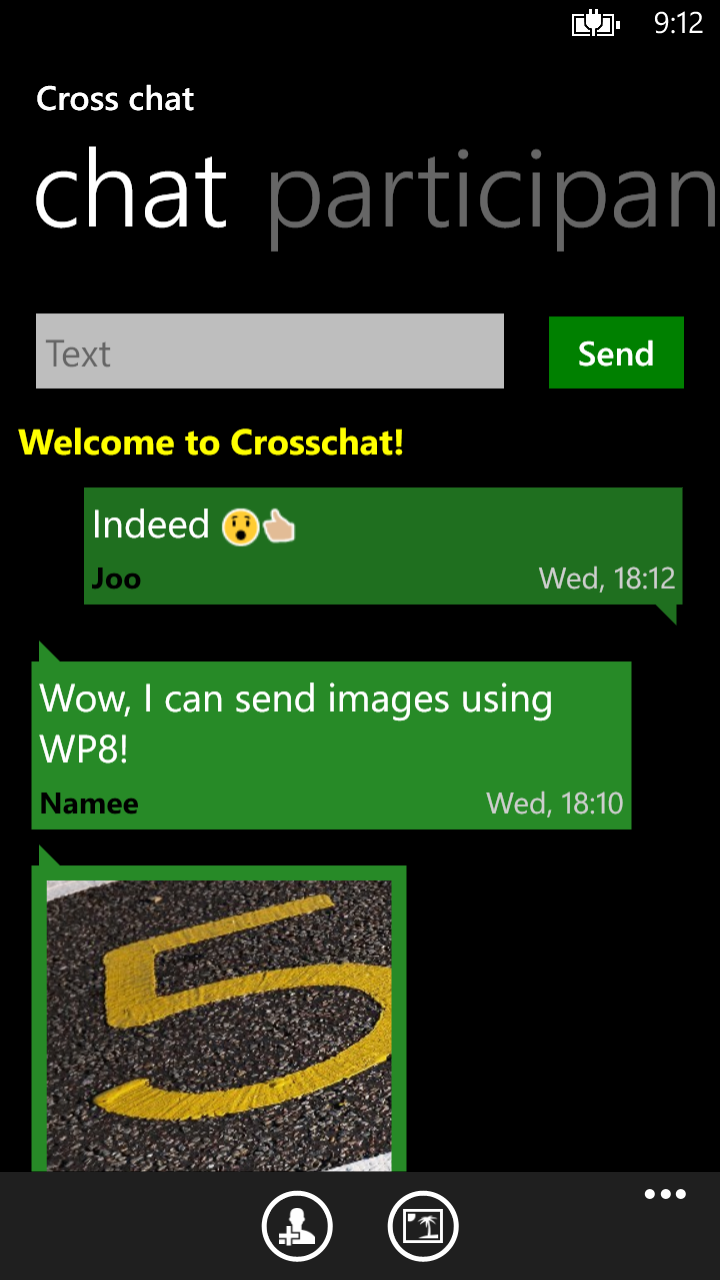 9:12
Cross chat
chat participan
Text
Send
Welcome to Crosschat!
Indeed 😲👍
Joo Wed, 18:12
Wow, I can send images using
WP8!
Namee Wed, 18:10
5